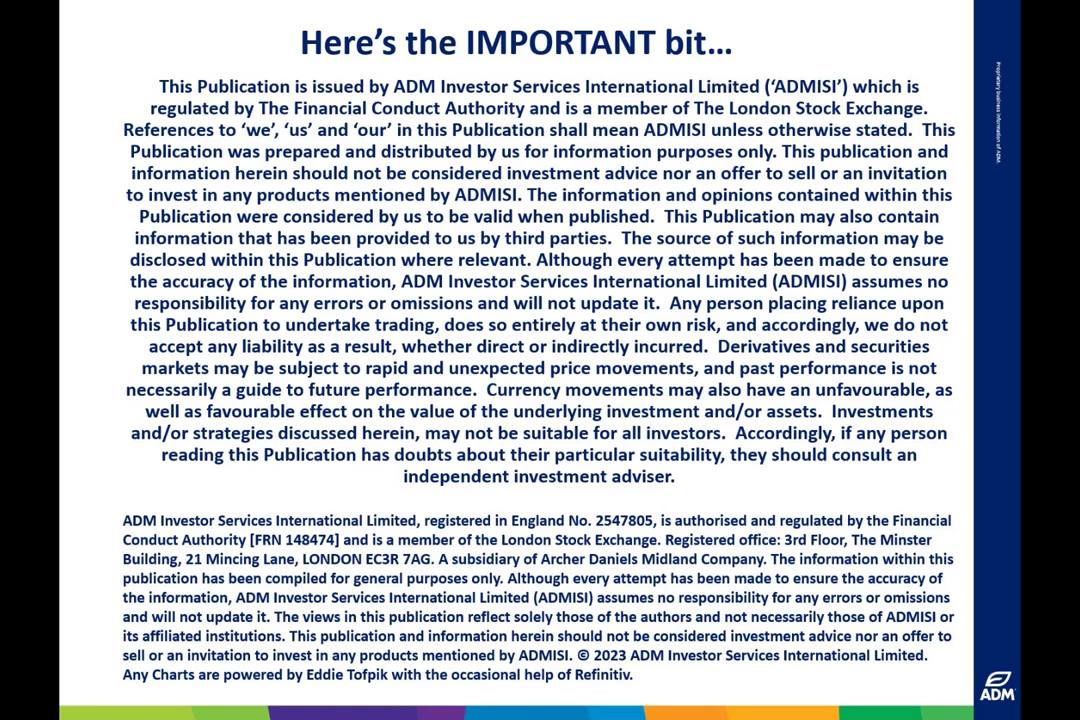 Here’s the IMPORTANT bit…
This Publication is issued by ADM Investor Services International Limited (‘ADMISI’) which is
regulated by The Financial Conduct Authority and is a member of The London Stock Exchange.
References to ‘we’, ‘us’ and ‘our’ in this Publication shall mean ADMISI unless otherwise stated.  This
Publication was prepared and distributed by us for information purposes only. This publication and
information herein should not be considered investment advice nor an offer to sell or an invitation
to invest in any products mentioned by ADMISI. The information and opinions contained within this
Publication were considered by us to be valid when published.  This Publication may also contain
information that has been provided to us by third parties.  The source of such information may be
disclosed within this Publication where relevant. Although every attempt has been made to ensure
the accuracy of the information, ADM Investor Services International Limited (ADMISI) assumes no
responsibility for any errors or omissions and will not update it.  Any person placing reliance upon
this Publication to undertake trading, does so entirely at their own risk, and accordingly, we do not
accept any liability as a result, whether direct or indirectly incurred.  Derivatives and securities
markets may be subject to rapid and unexpected price movements, and past performance is not
necessarily a guide to future performance.  Currency movements may also have an unfavourable, as
well as favourable effect on the value of the underlying investment and/or assets.  Investments
and/or strategies discussed herein, may not be suitable for all investors.  Accordingly, if any person
reading this Publication has doubts about their particular suitability, they should consult an
independent investment adviser.
ADM Investor Services International Limited, registered in England No. 2547805, is authorised and regulated by the Financial
Conduct Authority [FRN 148474] and is a member of the London Stock Exchange. Registered office: 3rd Floor, The Minster
Building, 21 Mincing Lane, LONDON EC3R 7AG. A subsidiary of Archer Daniels Midland Company. The information within this
publication has been compiled for general purposes only. Although every attempt has been made to ensure the accuracy of
the information, ADM Investor Services International Limited (ADMISI) assumes no responsibility for any errors or omissions
and will not update it. The views in this publication reflect solely those of the authors and not necessarily those of ADMISI or
its affiliated institutions. This publication and information herein should not be considered investment advice nor an offer to
sell or an invitation to invest in any products mentioned by ADMISI. © 2023 ADM Investor Services International Limited.
Any Charts are powered by Eddie Tofpik with the occasional help of Refinitiv.
Proprietary business information of ADM.
ADM